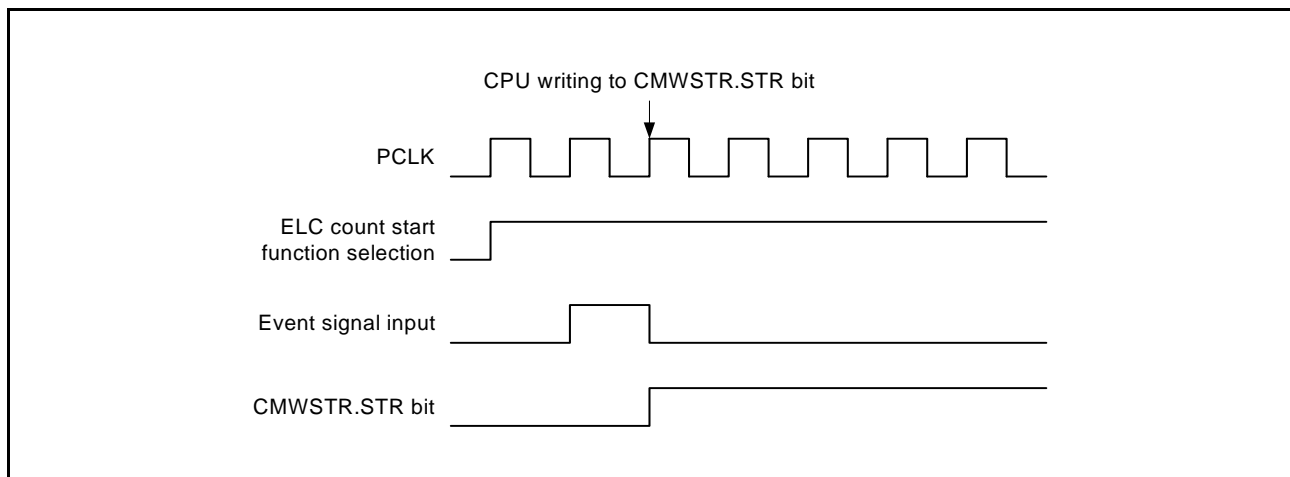 CPU writing to CMWSTR.STR bit
PCLK
ELC count start
function selection
Event signal input
CMWSTR.STR bit